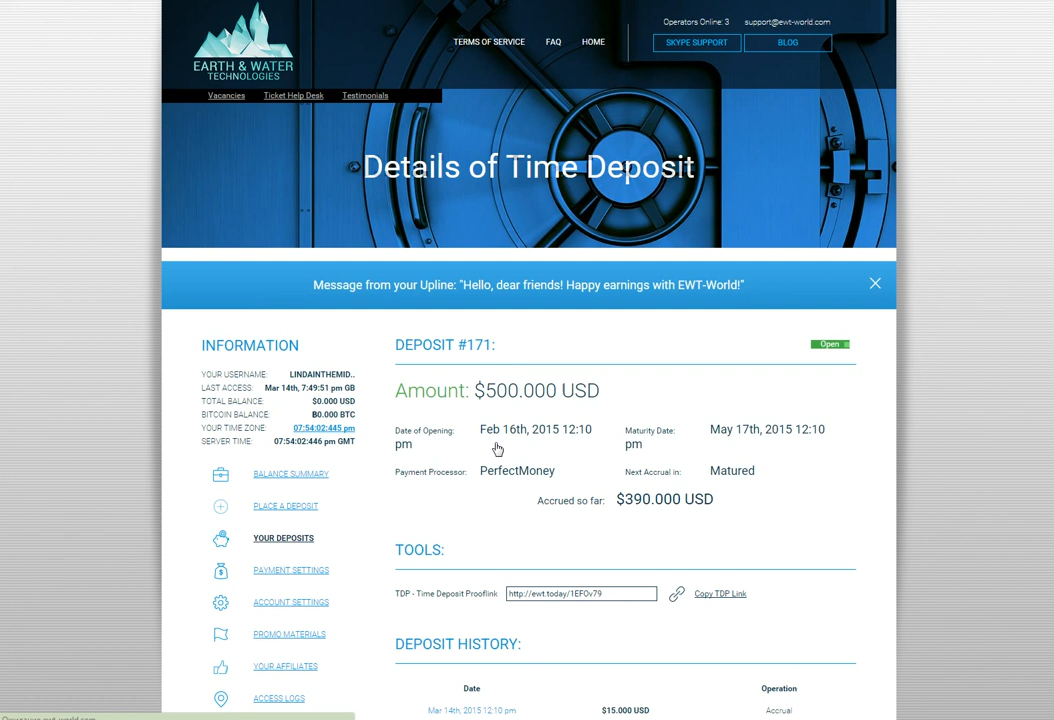 Operators Online: 3 support@ewt-world.com
TERMS OF SERVICE FAQ HOME SKYPE SUPPORT BLOG
EARTH & WATER
TECHNOLOGIES
Vacancies Ticket Help Desk Testimonials
Details of Time Deposit
Message from your Upline: "Hello, dear friends! Happy earnings with EWT-World!"
INFORMATION
YOUR USERNAME: LINDAINTHEMID..
LAST ACCESS: Mar 14th, 7:49:51 pm GB
TOTAL BALANCE: $0.000 USD
BITCOIN BALANCE: Ƀ0.000 BTC
YOUR TIME ZONE: 07:54:02:445 pm
SERVER TIME: 07:54:02:446 pm GMT
BALANCE SUMMARY
PLACE A DEPOSIT
YOUR DEPOSITS
PAYMENT SETTINGS
ACCOUNT SETTINGS
PROMO MATERIALS
YOUR AFFILIATES
ACCESS LOGS
DEPOSIT #171: Open
Amount: $500.000 USD
Date of Opening: Feb 16th, 2015 12:10 Maturity Date: May 17th, 2015 12:10
pm pm
Payment Processor: PerfectMoney Next Accrual in: Matured
Accrued so far: $390.000 USD
TOOLS:
TDP - Time Deposit Prooflink http://ewt.today/1EFOv79 Copy TDP Link
DEPOSIT HISTORY:
Date Operation
Mar 14th, 2015 12:10 pm $15.000 USD Accrual